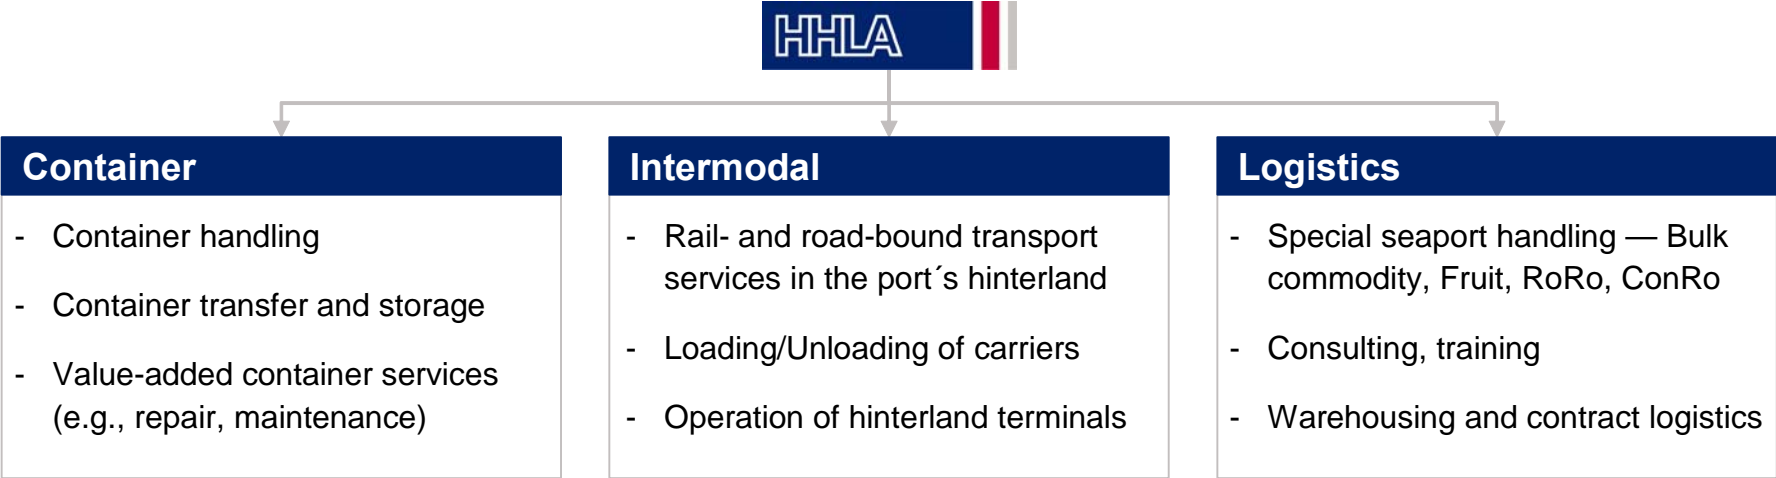 HHLA
Container
- Container handling
- Container transfer and storage
- Value-added container services
(e.g., repair, maintenance)
Intermodal
- Rail- and road-bound transport
services in the port´s hinterland
- Loading/Unloading of carriers
- Operation of hinterland terminals
Logistics
- Special seaport handling — Bulk
commodity, Fruit, RoRo, ConRo
- Consulting, training
- Warehousing and contract logistics